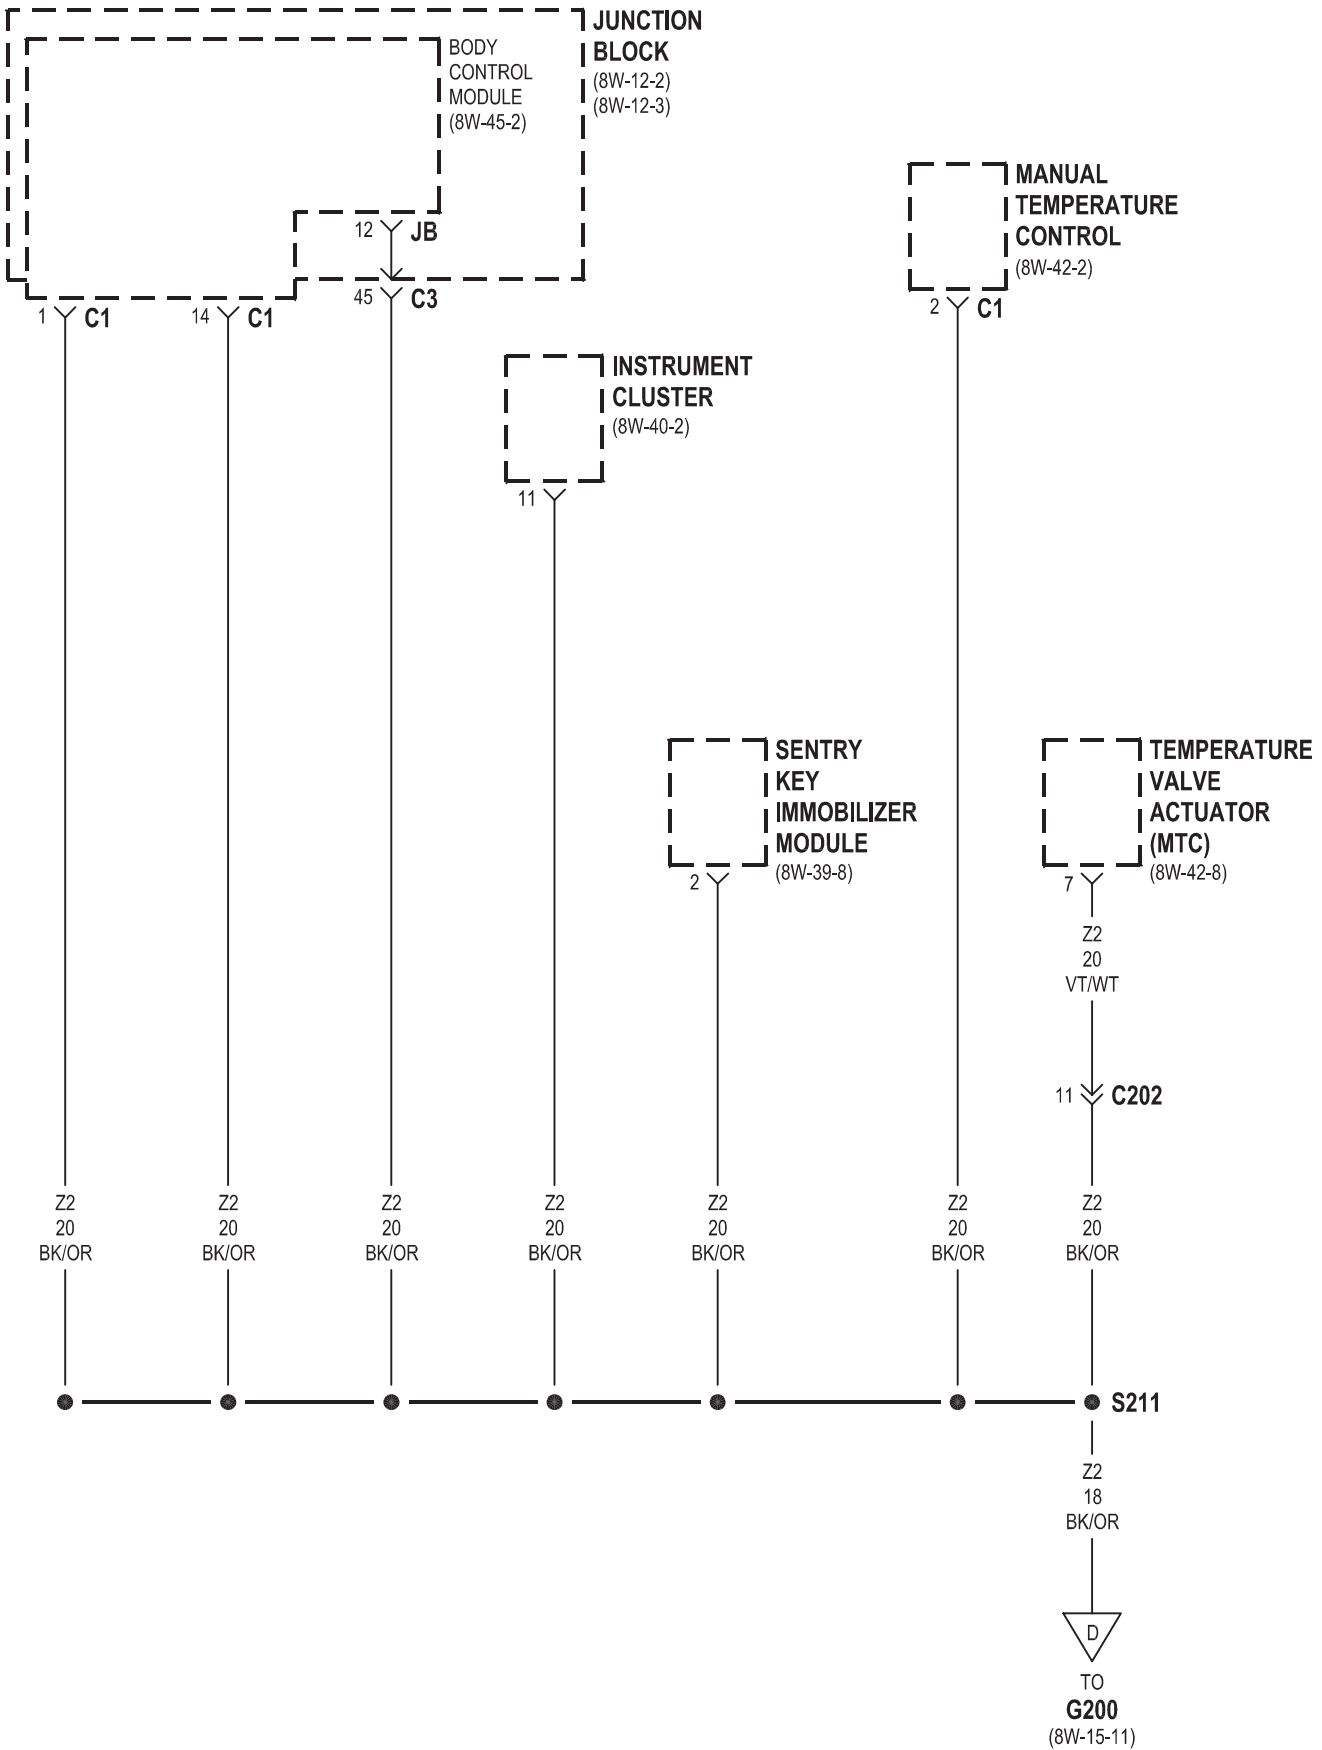 JUNCTION
BLOCK
(8W-12-2)
(8W-12-3)
BODY
CONTROL
MODULE
(8W-45-2)
12 JB
45 C3
1 C1
14 C1
MANUAL
TEMPERATURE
CONTROL
(8W-42-2)
2 C1
INSTRUMENT
CLUSTER
(8W-40-2)
11
SENTRY
KEY
IMMOBILIZER
MODULE
(8W-39-8)
2
TEMPERATURE
VALVE
ACTUATOR
(MTC)
(8W-42-8)
7
Z2
20
VT/WT
11 C202
Z2 Z2 Z2 Z2 Z2 Z2 Z2
20 20 20 20 20 20 20
BK/OR BK/OR BK/OR BK/OR BK/OR BK/OR BK/OR
S211
Z2
18
BK/OR
D
TO
G200
(8W-15-11)